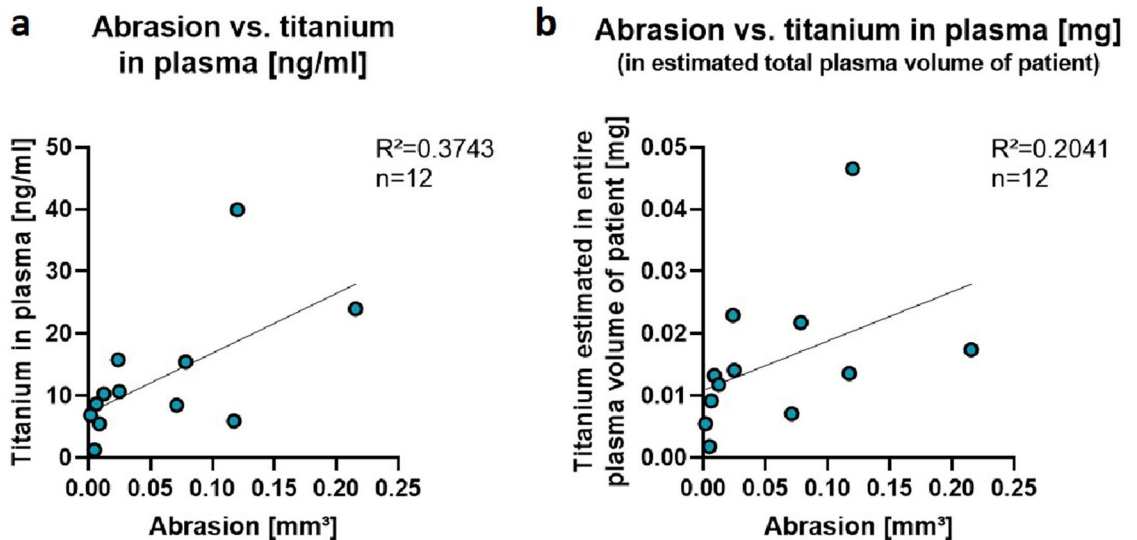 a
Abrasion vs. titanium
in plasma [ng/ml]
Titanium in plasma [ng/ml]
50
40
30
20
10
0
R²=0.3743
n=12
0.00 0.05 0.10 0.15 0.20 0.25
Abrasion [mm³]
b
Abrasion vs. titanium in plasma [mg]
(in estimated total plasma volume of patient)
Titanium estimated in entire
plasma volume of patient [mg]
0.05
0.04
0.03
0.02
0.01
0.00
R²=0.2041
n=12
0.00 0.05 0.10 0.15 0.20 0.25
Abrasion [mm³]